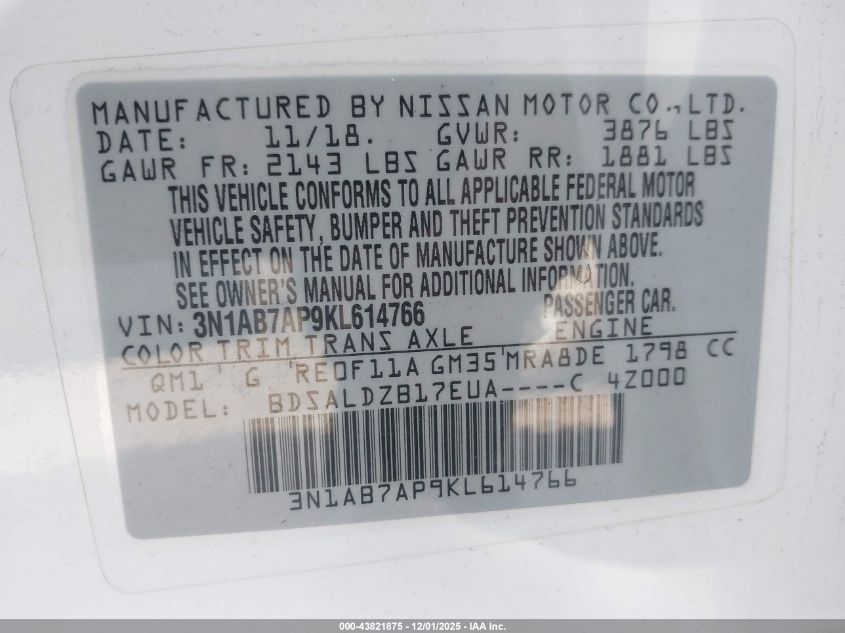 MANUFACTURED BY NISSAN MOTOR CO.,LTD.
DATE: 11/18. GVWR: 3876 LBS
GAWR FR: 2143 LBS GAWR RR: 1881 LBS
THIS VEHICLE CONFORMS TO ALL APPLICABLE FEDERAL MOTOR
VEHICLE SAFETY, BUMPER AND THEFT PREVENTION STANDARDS
IN EFFECT ON THE DATE OF MANUFACTURE SHOWN ABOVE.
SEE OWNER'S MANUAL FOR ADDITIONAL INFORMATION.
VIN: 3N1AB7AP9KL614766 PASSENGER CAR.
COLOR TRIM TRANS AXLE ENGINE
QM1 ' G 'RE0F11A GM35'MRA8DE 1798 CC
MODEL: BDSALDZB17EUA----C 4Z000
3N1AB7AP9KL614766
000-43821875 - 12/01/2025 - IAA Inc.